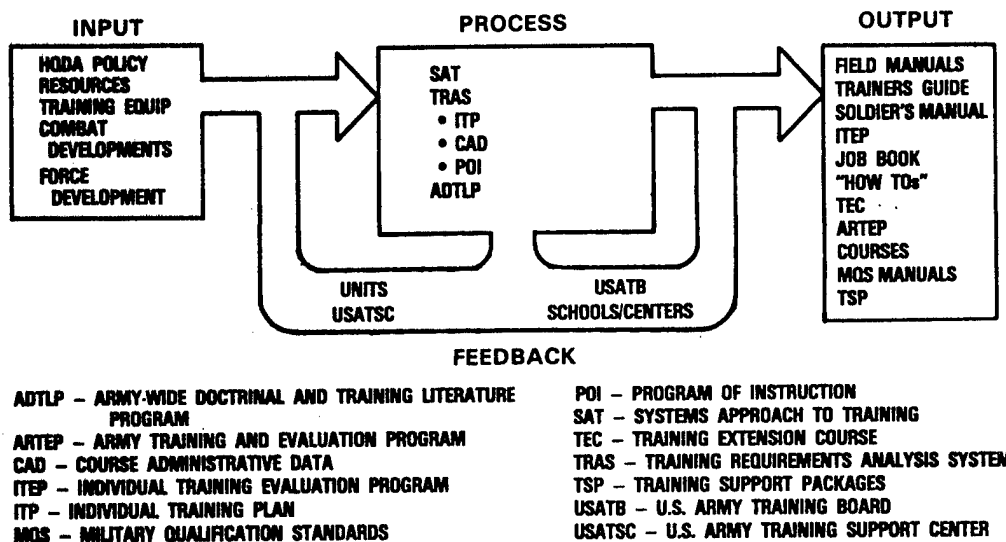 INPUT
HODA POLICY
RESOURCES
TRAINING EQUIP
COMBAT
DEVELOPMENTS
FORCE
DEVELOPMENT
PROCESS
SAT
TRAS
• ITP
• CAD
• POI
ADTLP
OUTPUT
FIELD MANUALS
TRAINERS GUIDE
SOLDIER'S MANUAL
ITEP
JOB BOOK
"HOW TOs"
TEC
ARTEP
COURSES
MQS MANUALS
TSP
UNITS
USATSC
USATB
SCHOOLS/CENTERS
FEEDBACK
ADTLP – ARMY-WIDE DOCTRINAL AND TRAINING LITERATURE
PROGRAM
ARTEP – ARMY TRAINING AND EVALUATION PROGRAM
CAD – COURSE ADMINISTRATIVE DATA
ITEP – INDIVIDUAL TRAINING EVALUATION PROGRAM
ITP – INDIVIDUAL TRAINING PLAN
MQS – MILITARY QUALIFICATION STANDARDS
POI – PROGRAM OF INSTRUCTION
SAT – SYSTEMS APPROACH TO TRAINING
TEC – TRAINING EXTENSION COURSE
TRAS – TRAINING REQUIREMENTS ANALYSIS SYSTEM
TSP – TRAINING SUPPORT PACKAGES
USATB – U.S. ARMY TRAINING BOARD
USATSC – U.S. ARMY TRAINING SUPPORT CENTER